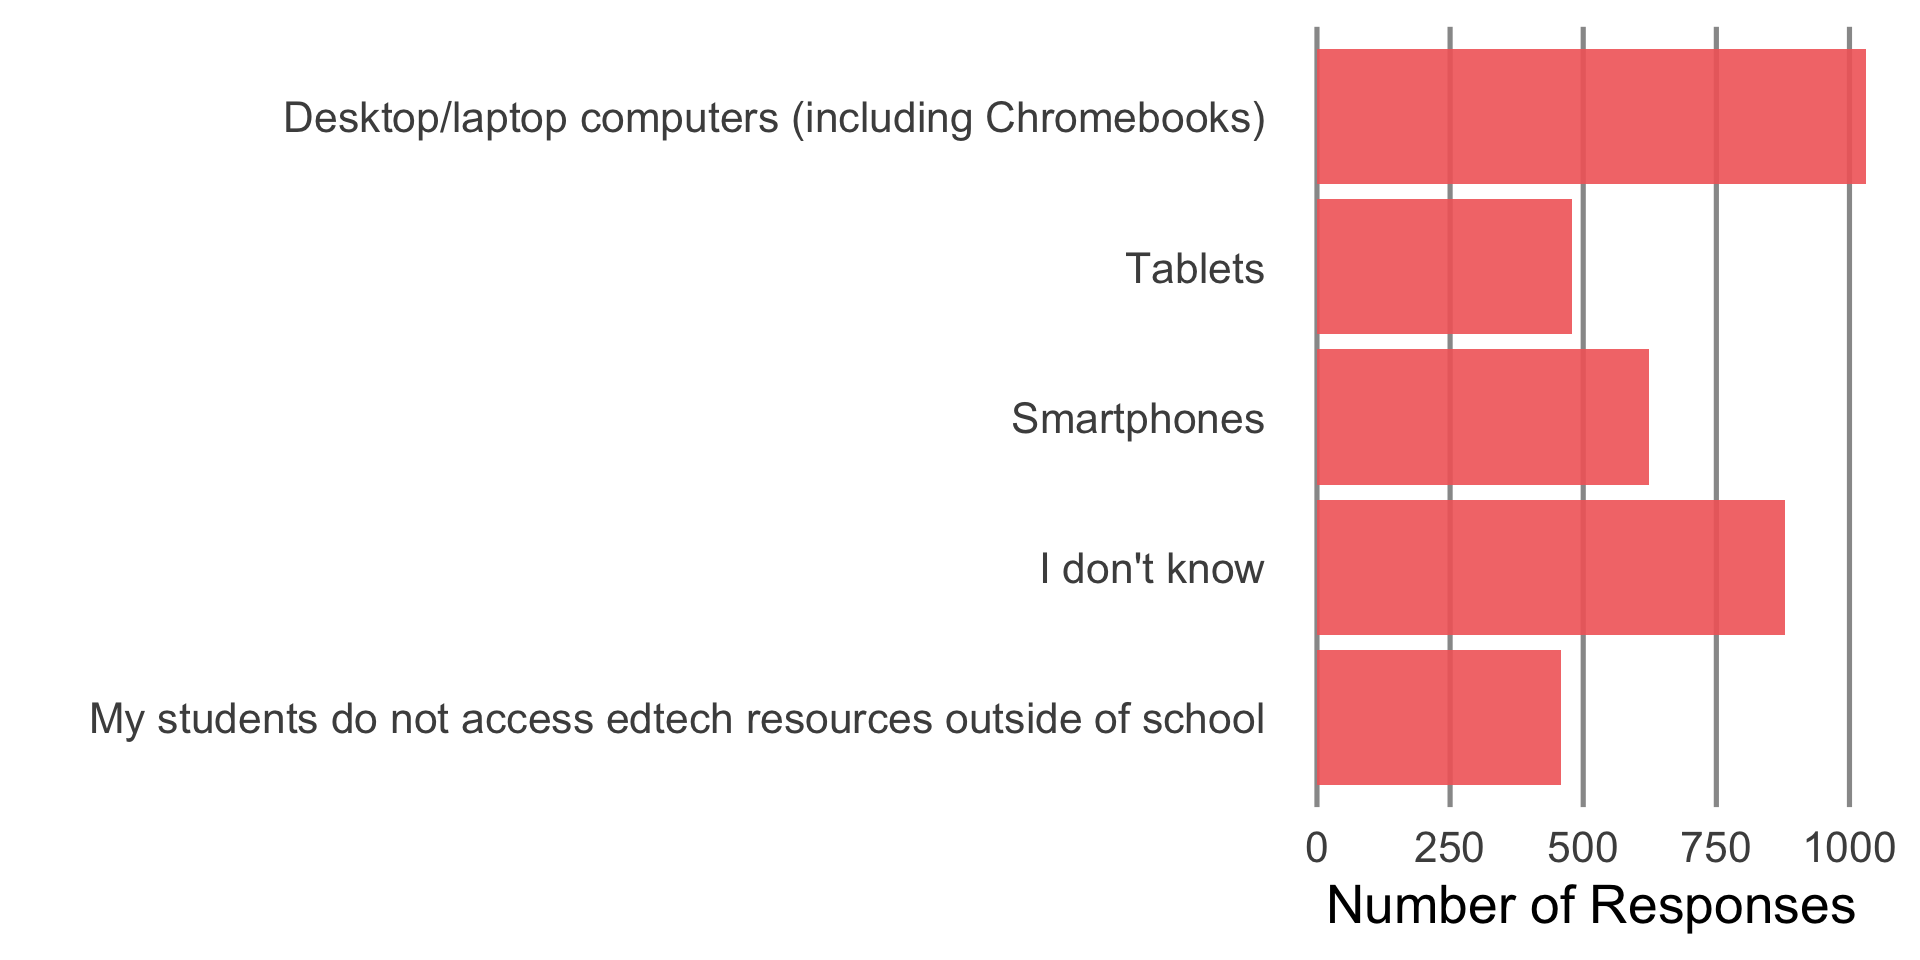 Desktop/laptop computers (including Chromebooks)
Tablets
Smartphones
I don't know
My students do not access edtech resources outside of school
0 250 500 750 1000
Number of Responses